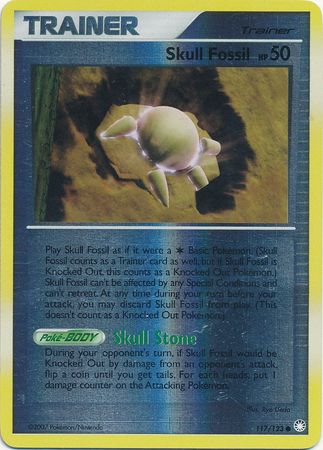 TRAINER
Trainer
Skull Fossil HP 50
Play Skull Fossil as if it were a Basic Pokémon. (Skull
Fossil counts as a Trainer card as well, but if Skull Fossil is
Knocked Out, this counts as a Knocked Out Pokémon.)
Skull Fossil can't be affected by any Special Conditions and
can't retreat. At any time during your turn before your
attack, you may discard Skull Fossil from play. (This
doesn't count as a Knocked Out Pokémon.)
Poké-BODY Skull Stone
During your opponent's turn, if Skull Fossil would be
Knocked Out by damage from an opponent's attack,
flip a coin until you get tails. For each heads, put 1
damage counter on the Attacking Pokémon.
Illus. Ryo Ueda
©2007 Pokémon/Nintendo
117/123